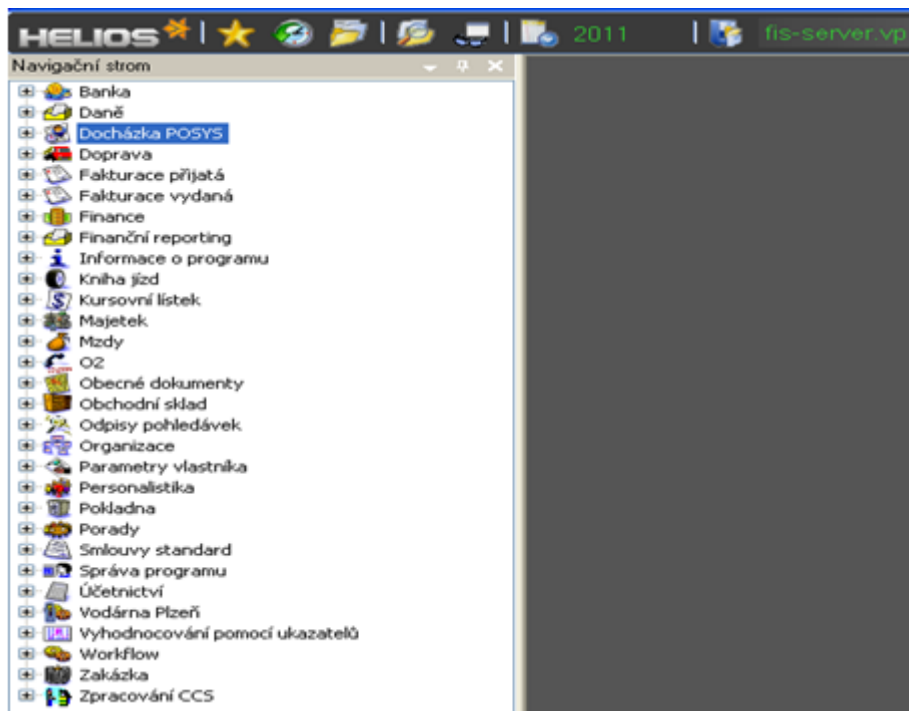 HELIOS 2011 fis-server.vp
Navigační strom
Banka
Daně
Docházka POSYS
Doprava
Fakturace přijatá
Fakturace vydaná
Finance
Finanční reporting
Informace o programu
Kniha jízd
Kursovní lístek
Majetek
Mzdy
O2
Obecné dokumenty
Obchodní sklad
Odpisy pohledávek
Organizace
Parametry vlastníka
Personalistika
Pokladna
Porady
Smlouvy standard
Správa programu
Účetnictví
Vodárna Plzeň
Vyhodnocování pomocí ukazatelů
Workflow
Zakázka
Zpracování CCS